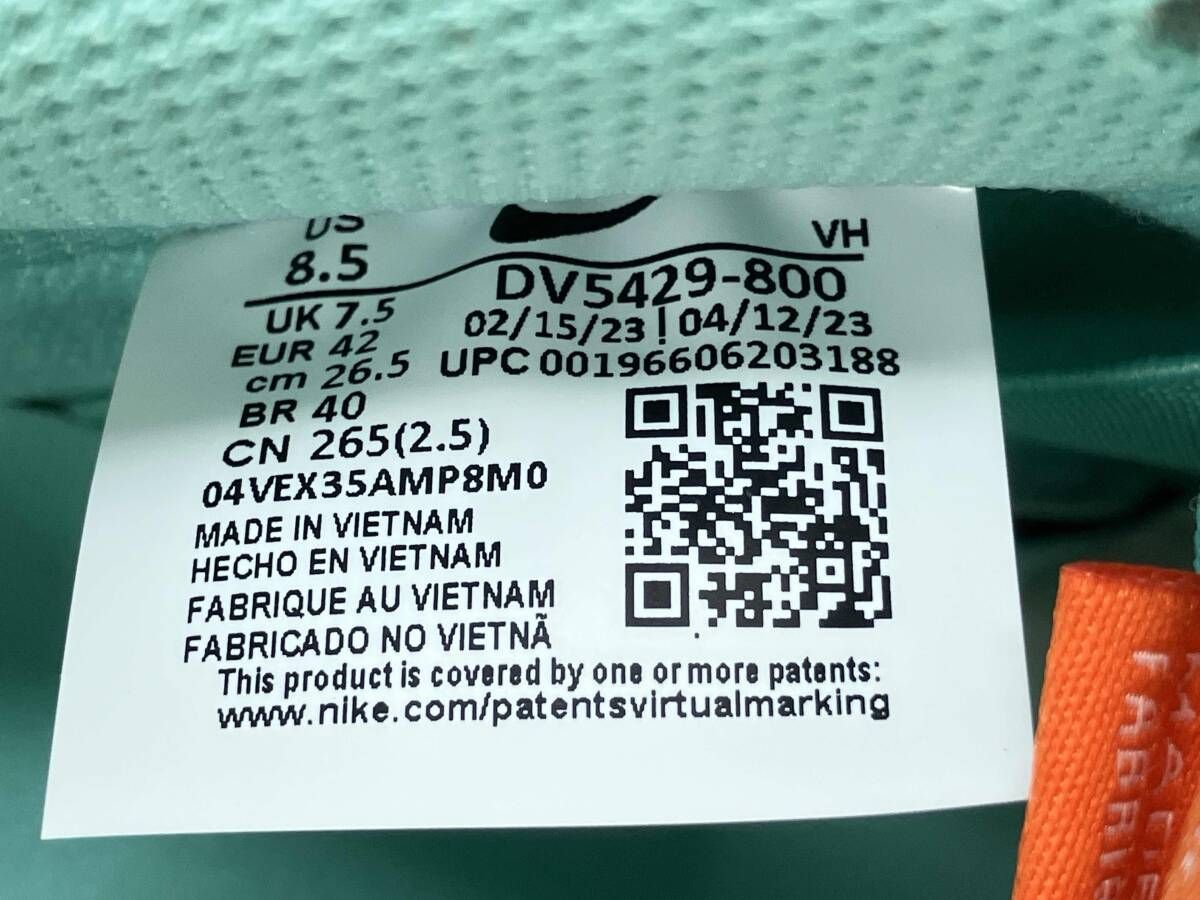 US
8.5
VH
UK 7.5
EUR 42
cm 26.5
BR 40
CN 265(2.5)
DV5429-800
02/15/23 04/12/23
UPC 00196606203188
04VEX35AMP8M0
MADE IN VIETNAM
HECHO EN VIETNAM
FABRIQUE AU VIETNAM
FABRICADO NO VIETNÃ
This product is covered by one or more patents:
www.nike.com/patentsvirtualmarking